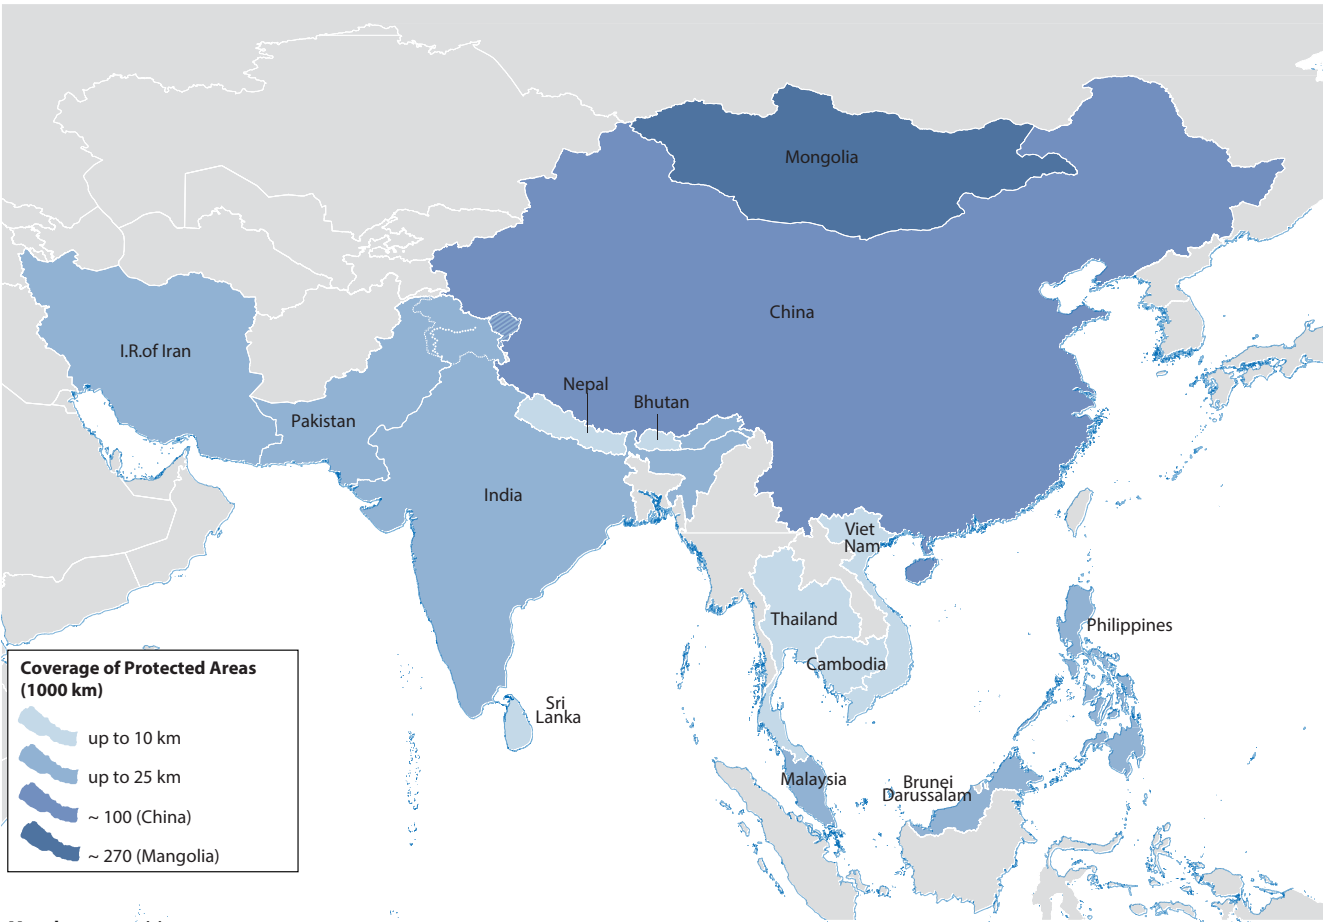 Mongolia
China
I.R.of Iran
Nepal
Bhutan
Pakistan
India
Viet
Nam
Thailand
Philippines
Cambodia
Sri
Lanka
Malaysia
Brunei
Darussalam
Coverage of Protected Areas
(1000 km)
up to 10 km
up to 25 km
~ 100 (China)
~ 270 (Mangolia)